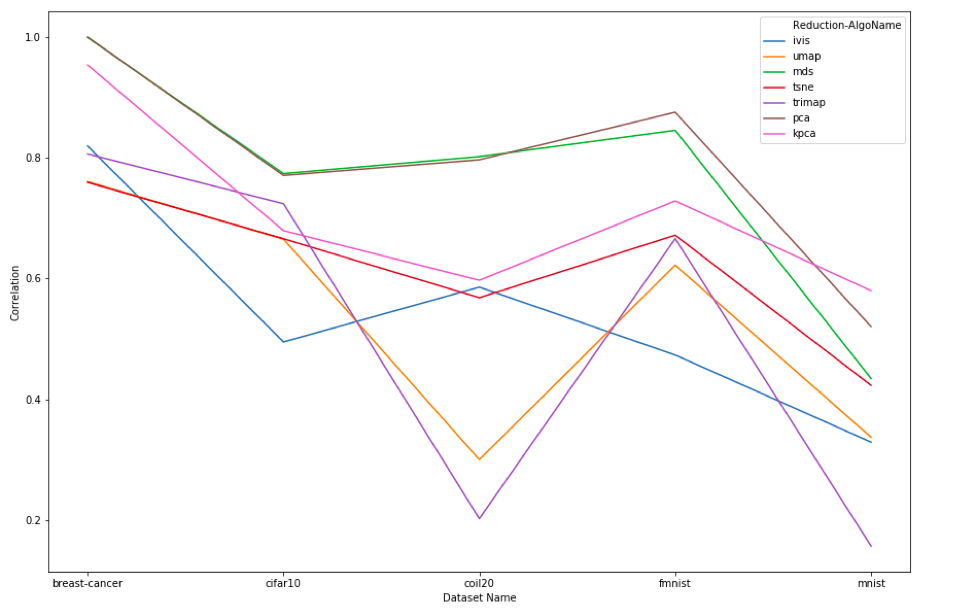 Reduction-AlgoName
ivis
umap
mds
tsne
trimap
pca
kpca
1.0
0.8
0.6
0.4
0.2
Correlation
breast-cancer cifar10 coil20 fmnist mnist
Dataset Name